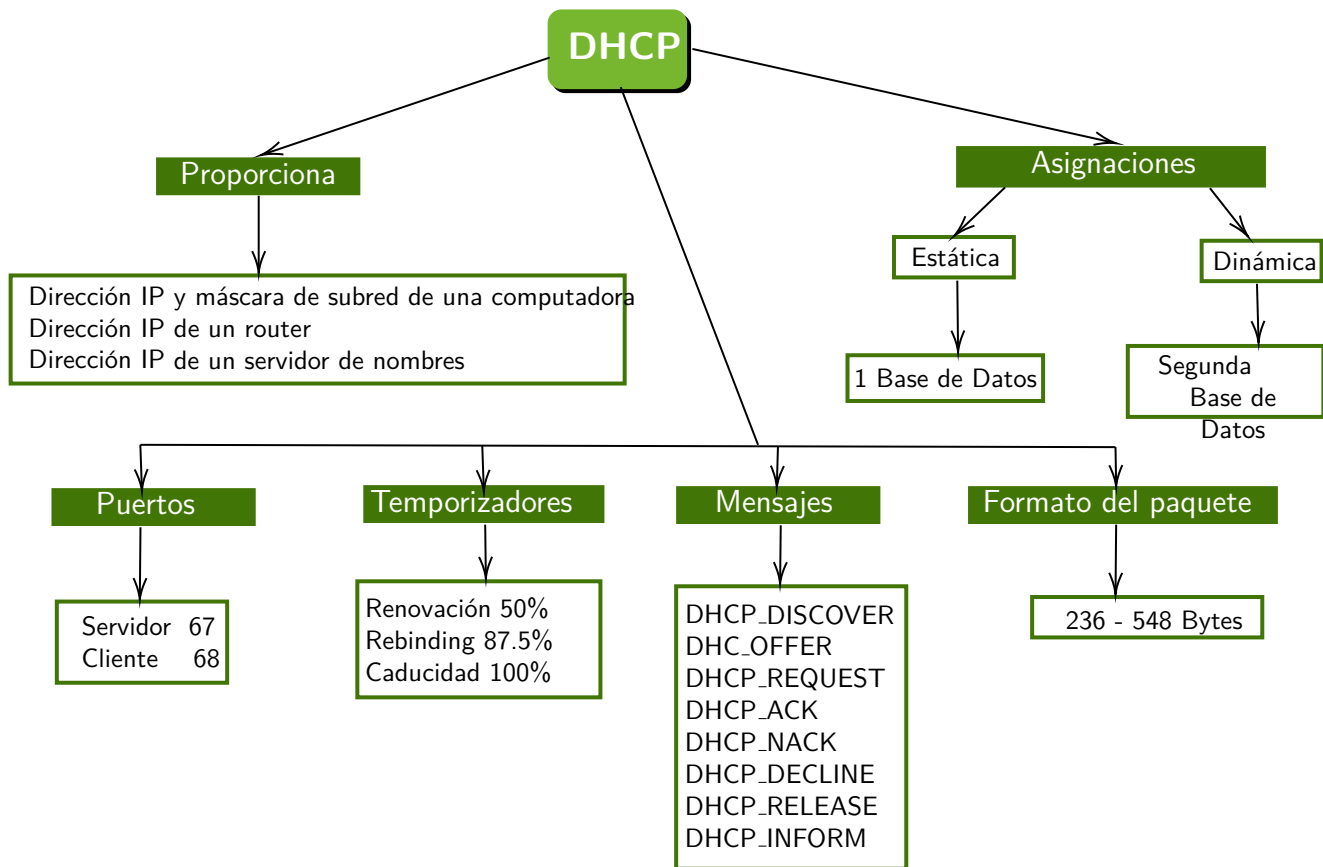 DHCP
Proporciona
Asignaciones
Estática
Dinámica
Dirección IP y máscara de subred de una computadora
Dirección IP de un router
Dirección IP de un servidor de nombres
1 Base de Datos
Segunda
Base de
Datos
Puertos
Temporizadores
Mensajes
Formato del paquete
Servidor 67
Cliente 68
Renovación 50%
Rebinding 87.5%
Caducidad 100%
DHCP_DISCOVER
DHC_OFFER
DHCP_REQUEST
DHCP_ACK
DHCP_NACK
DHCP_DECLINE
DHCP_RELEASE
DHCP_INFORM
236 - 548 Bytes